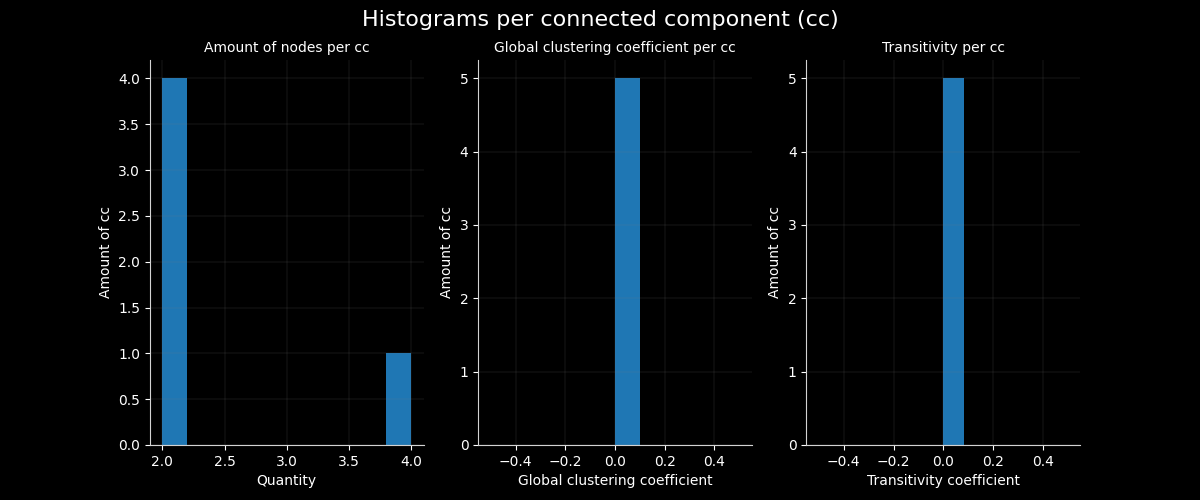 Histograms per connected component (cc)
Amount of nodes per cc
Amount of cc
4.0
3.5
3.0
2.5
2.0
1.5
1.0
0.5
0.0
2.0 2.5 3.0 3.5 4.0
Quantity
Global clustering coefficient per cc
Amount of cc
5
4
3
2
1
0
−0.4 −0.2 0.0 0.2 0.4
Global clustering coefficient
Transitivity per cc
Amount of cc
5
4
3
2
1
0
−0.4 −0.2 0.0 0.2 0.4
Transitivity coefficient